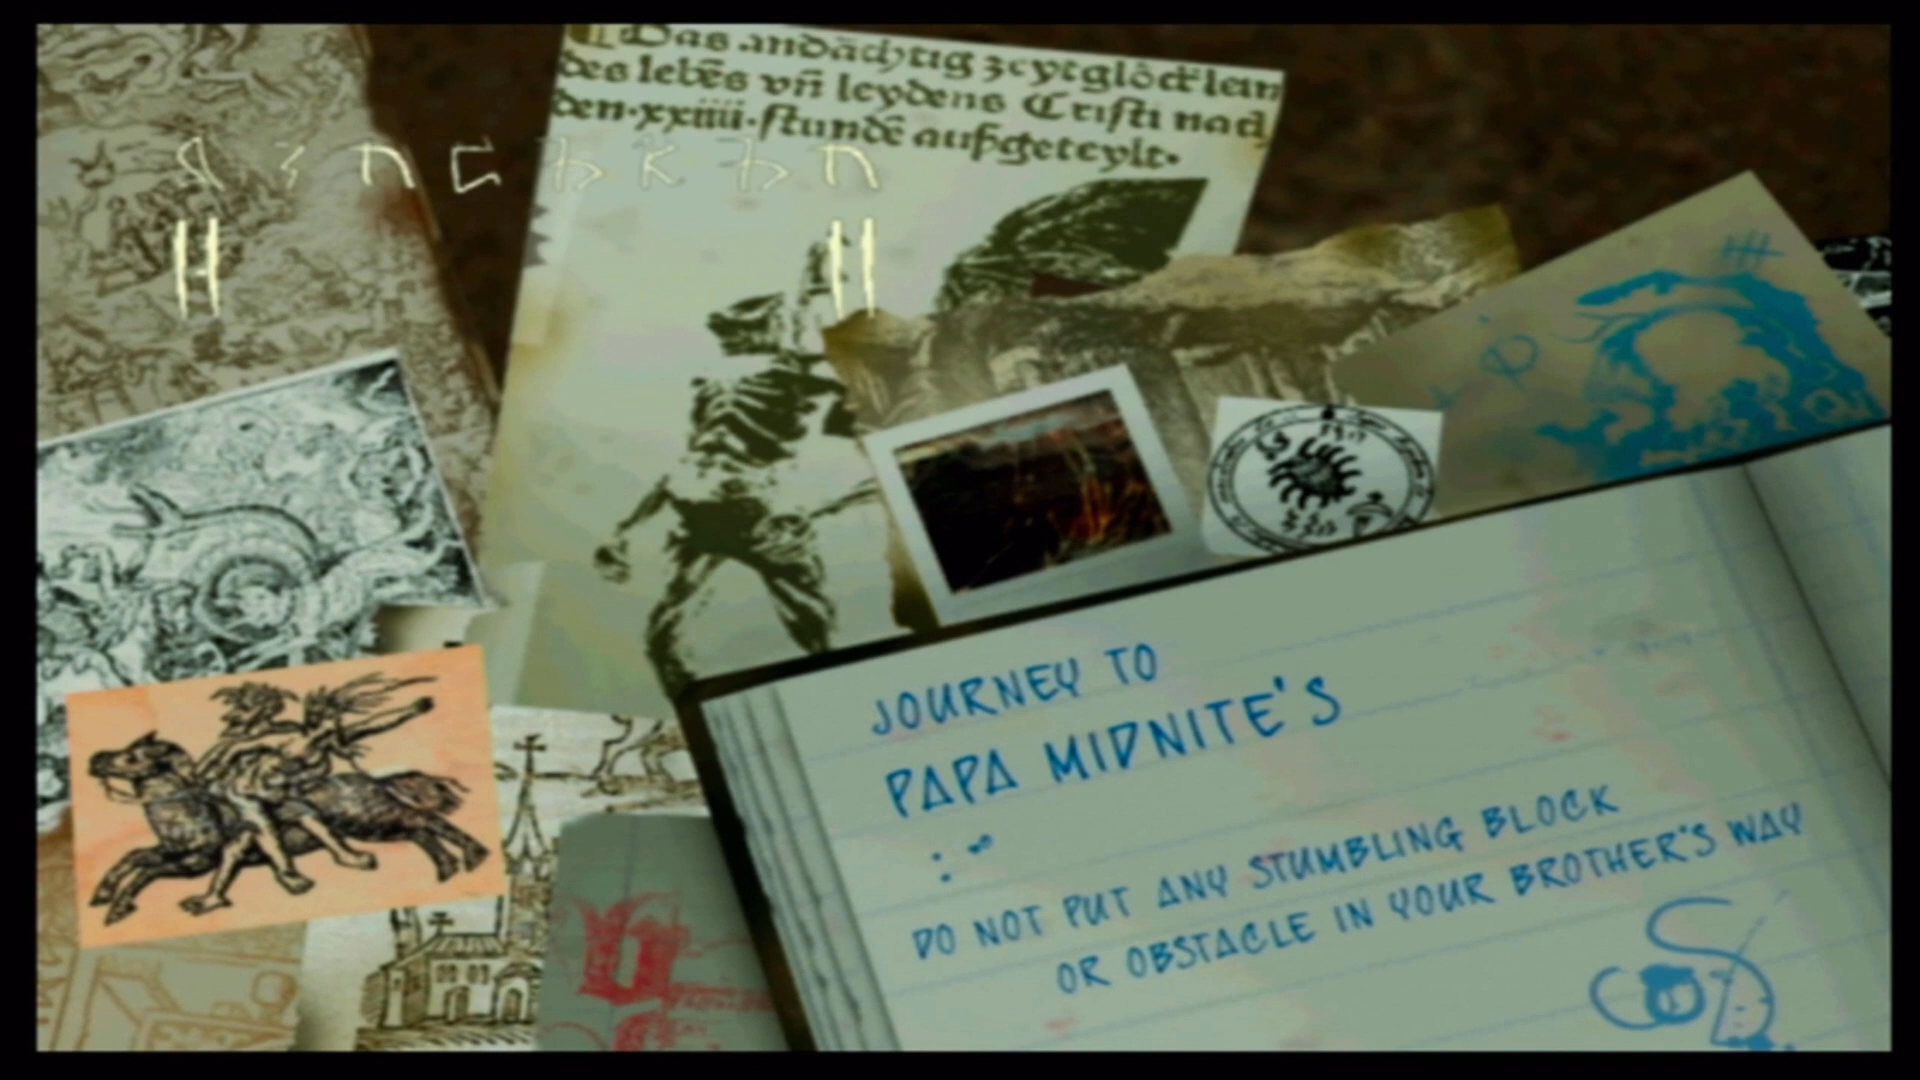 Das andächtig zeytglöcklein
des lebēs vñ leydens Cristi nach
den·xxiiii·stundē außgeteylt·
JOURNEY TO
PAPA MIDNITE'S
:
DO NOT PUT ANY STUMBLING BLOCK
OR OBSTACLE IN YOUR BROTHER'S WAY